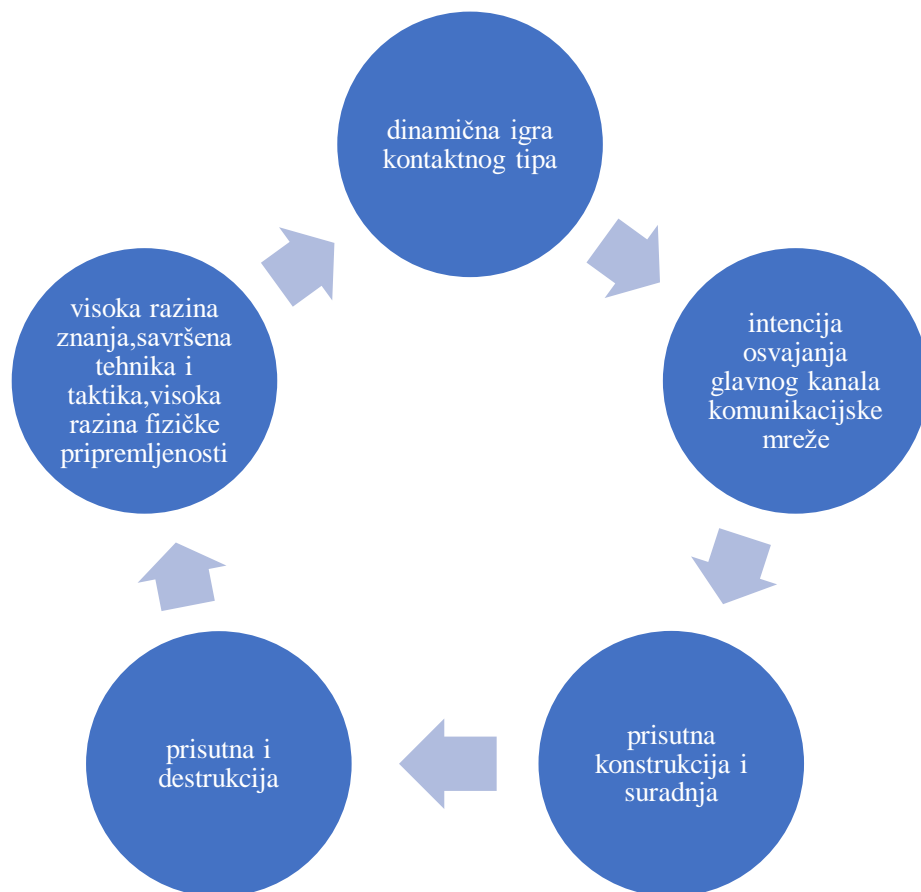 dinamična igra
kontaktnog tipa
intencija
osvajanja
glavnog kanala
komunikacijske
mreže
prisutna
konstrukcija i
suradnja
prisutna i
destrukcija
visoka razina
znanja,savršena
tehnika i
taktika,visoka
razina fizičke
pripremljenosti